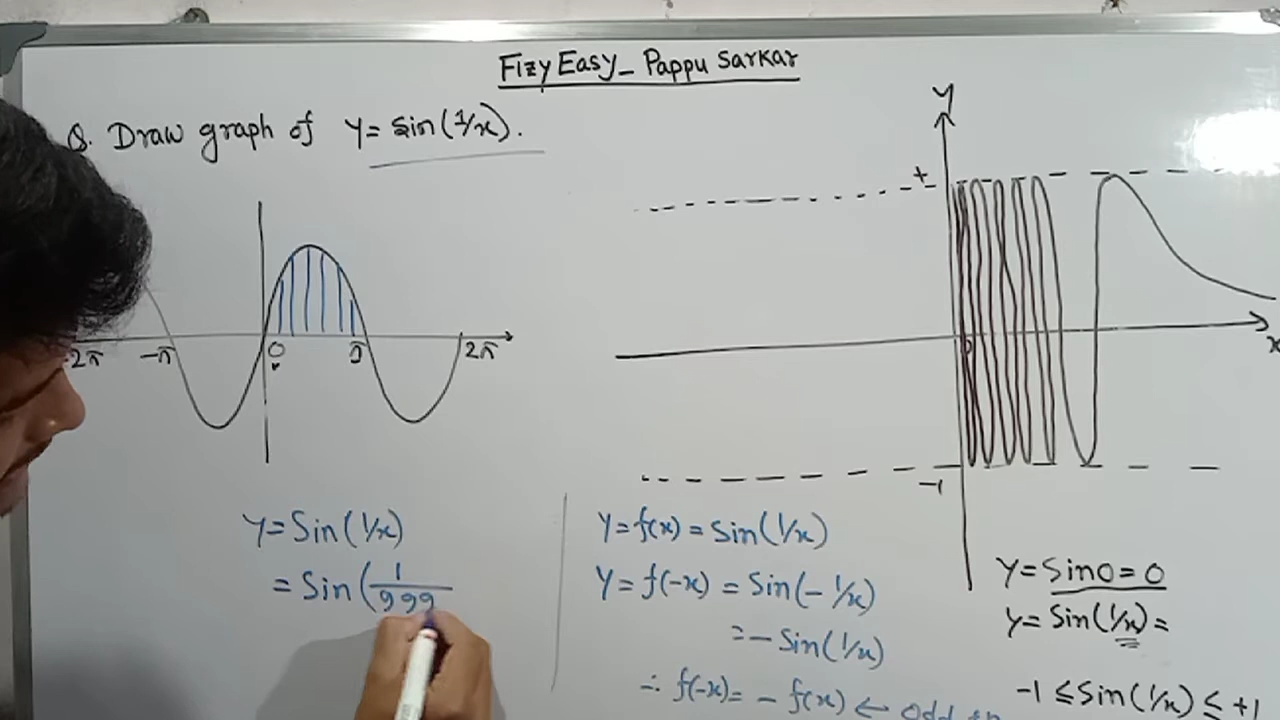 FizyEasy_ Pappu Sarkar
Q. Draw graph of y = sin(1/x).
y
+
-1
x
-2π -π 0 π 2π
y = Sin(1/x)
= Sin(1/999
y = f(x) = Sin(1/x)
y = f(-x) = Sin(-1/x)
= - Sin(1/x)
∴ f(-x) = - f(x) ← odd
y = Sin0 = 0
y = Sin(1/x) =
-1 ≤ Sin(1/x) ≤ +1